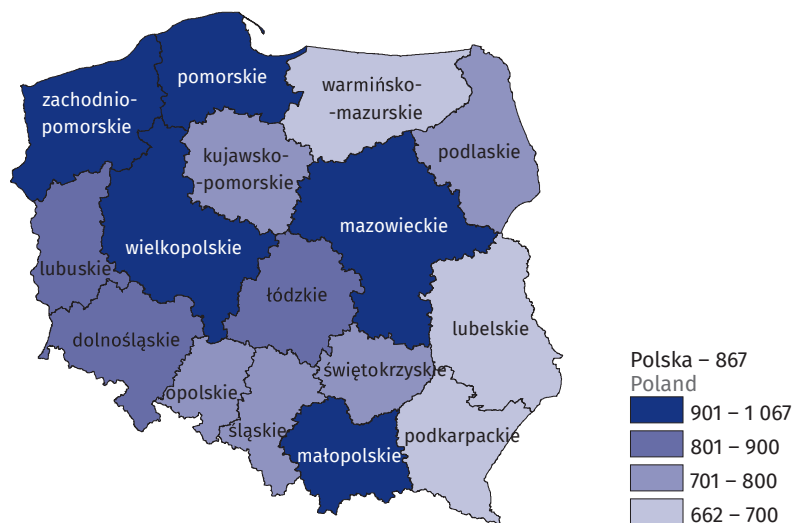 pomorskie
zachodnio-
pomorskie
warmińsko-
-mazurskie
kujawsko-
-pomorskie
podlaskie
mazowieckie
wielkopolskie
lubuskie
łódzkie
lubelskie
dolnośląskie
świętokrzyskie
opolskie
śląskie
podkarpackie
małopolskie
Polska – 867
Poland
901 – 1 067
801 – 900
701 – 800
662 – 700